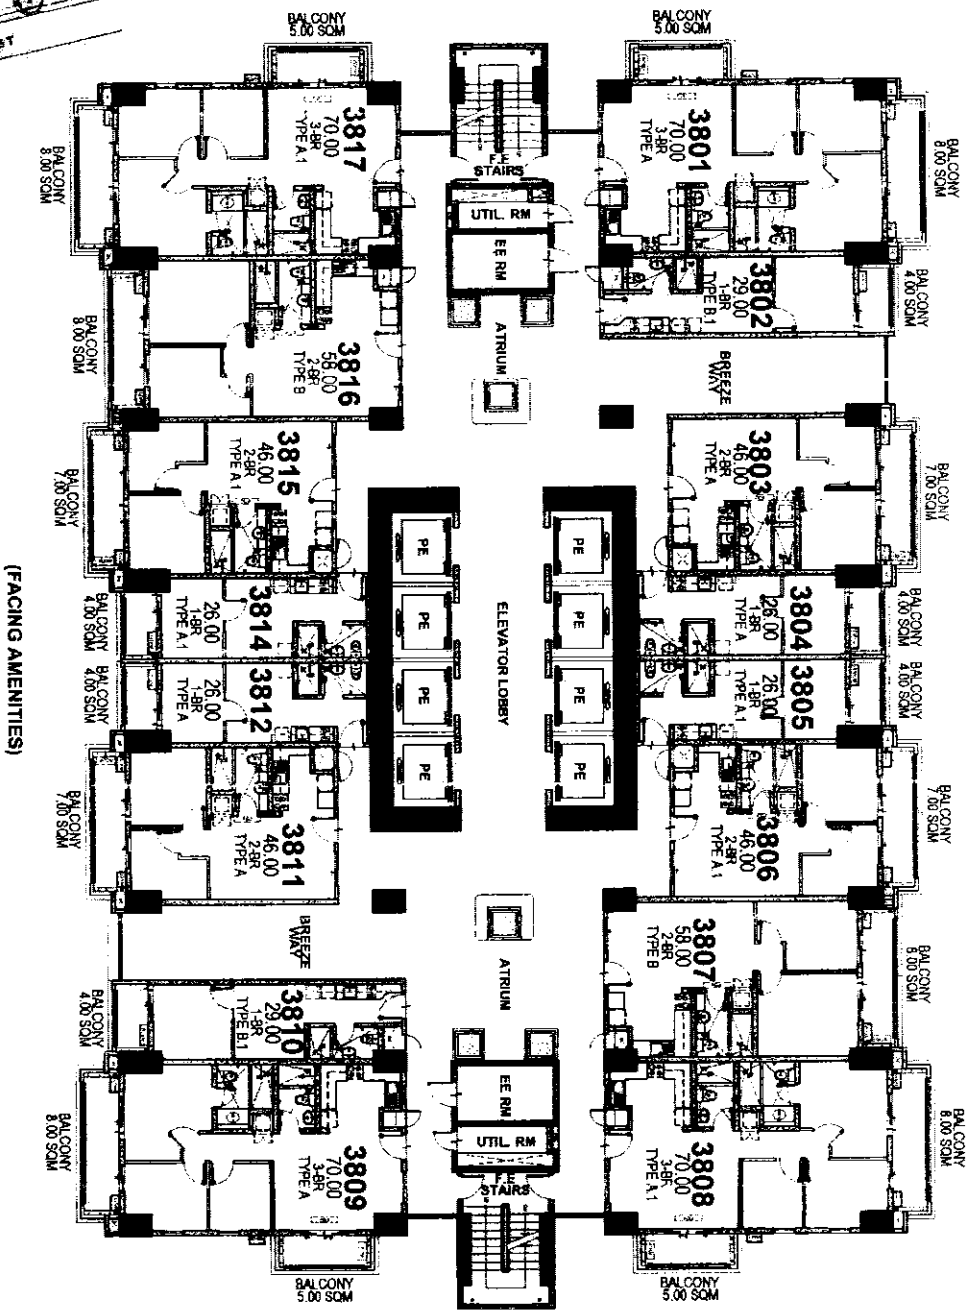 BALCONY
5.00 SQM
BALCONY
5.00 SQM
BALCONY
8.00 SQM
3817
70.00
3-BR
TYPE A.1
F.E
STAIRS
3801
70.00
3-BR
TYPE A
BALCONY
8.00 SQM
UTIL. RM
EE RM
3802
29.00
1-BR
TYPE B.1
BALCONY
4.00 SQM
BALCONY
8.00 SQM
3816
58.00
2-BR
TYPE B
ATRIUM
BREEZE
WAY
BALCONY
7.00 SQM
3815
46.00
2-BR
TYPE A.1
3803
46.00
2-BR
TYPE A
BALCONY
7.00 SQM
PE
PE
PE
PE
PE
PE
PE
PE
ELEVATOR LOBBY
(FACING AMENITIES)
BALCONY
4.00 SQM
3814
26.00
1-BR
TYPE A.1
3804
26.00
1-BR
TYPE A
BALCONY
4.00 SQM
BALCONY
4.00 SQM
3812
26.00
1-BR
TYPE A
3805
26.00
1-BR
TYPE A.1
BALCONY
4.00 SQM
BALCONY
7.00 SQM
3811
46.00
2-BR
TYPE A
3806
46.00
2-BR
TYPE A.1
BALCONY
7.00 SQM
BREEZE
WAY
ATRIUM
3807
58.00
2-BR
TYPE B
BALCONY
8.00 SQM
BALCONY
4.00 SQM
3810
29.00
1-BR
TYPE B.1
EE RM
UTIL. RM
BALCONY
8.00 SQM
3809
70.00
3-BR
TYPE A
F.E
STAIRS
3808
70.00
3-BR
TYPE A.1
BALCONY
8.00 SQM
BALCONY
5.00 SQM
BALCONY
5.00 SQM